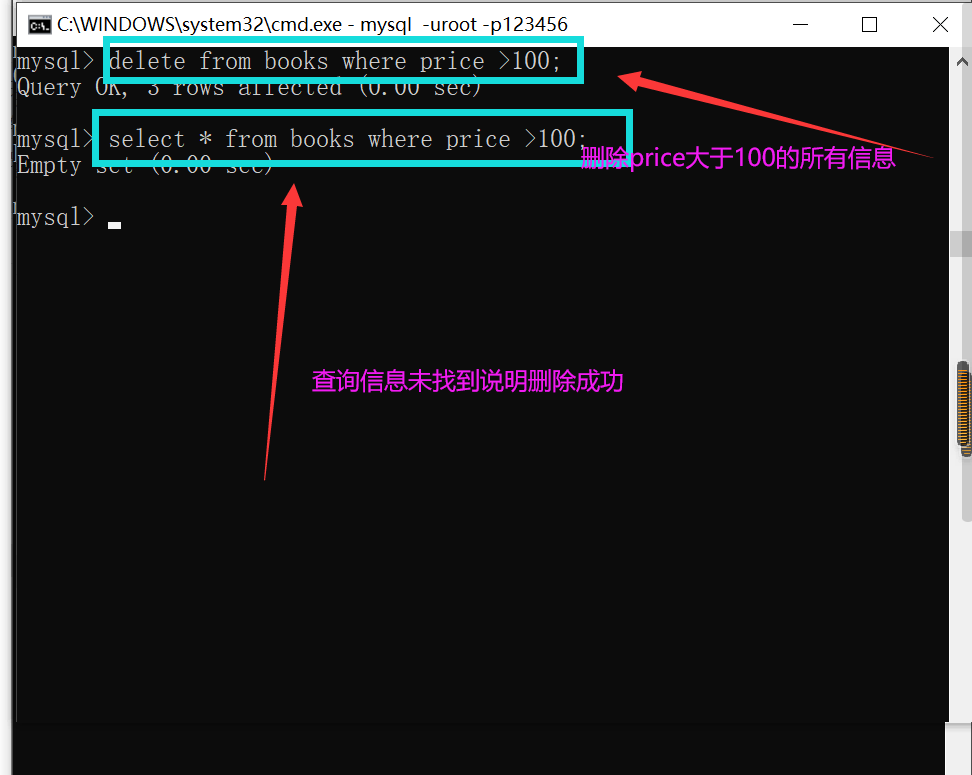 C:\WINDOWS\system32\cmd.exe - mysql  -uroot -p123456
mysql> delete from books where price >100;
Query OK, 3 rows affected (0.00 sec)
mysql> select * from books where price >100;
删除price大于100的所有信息
Empty set (0.00 sec)
mysql>
查询信息未找到说明删除成功